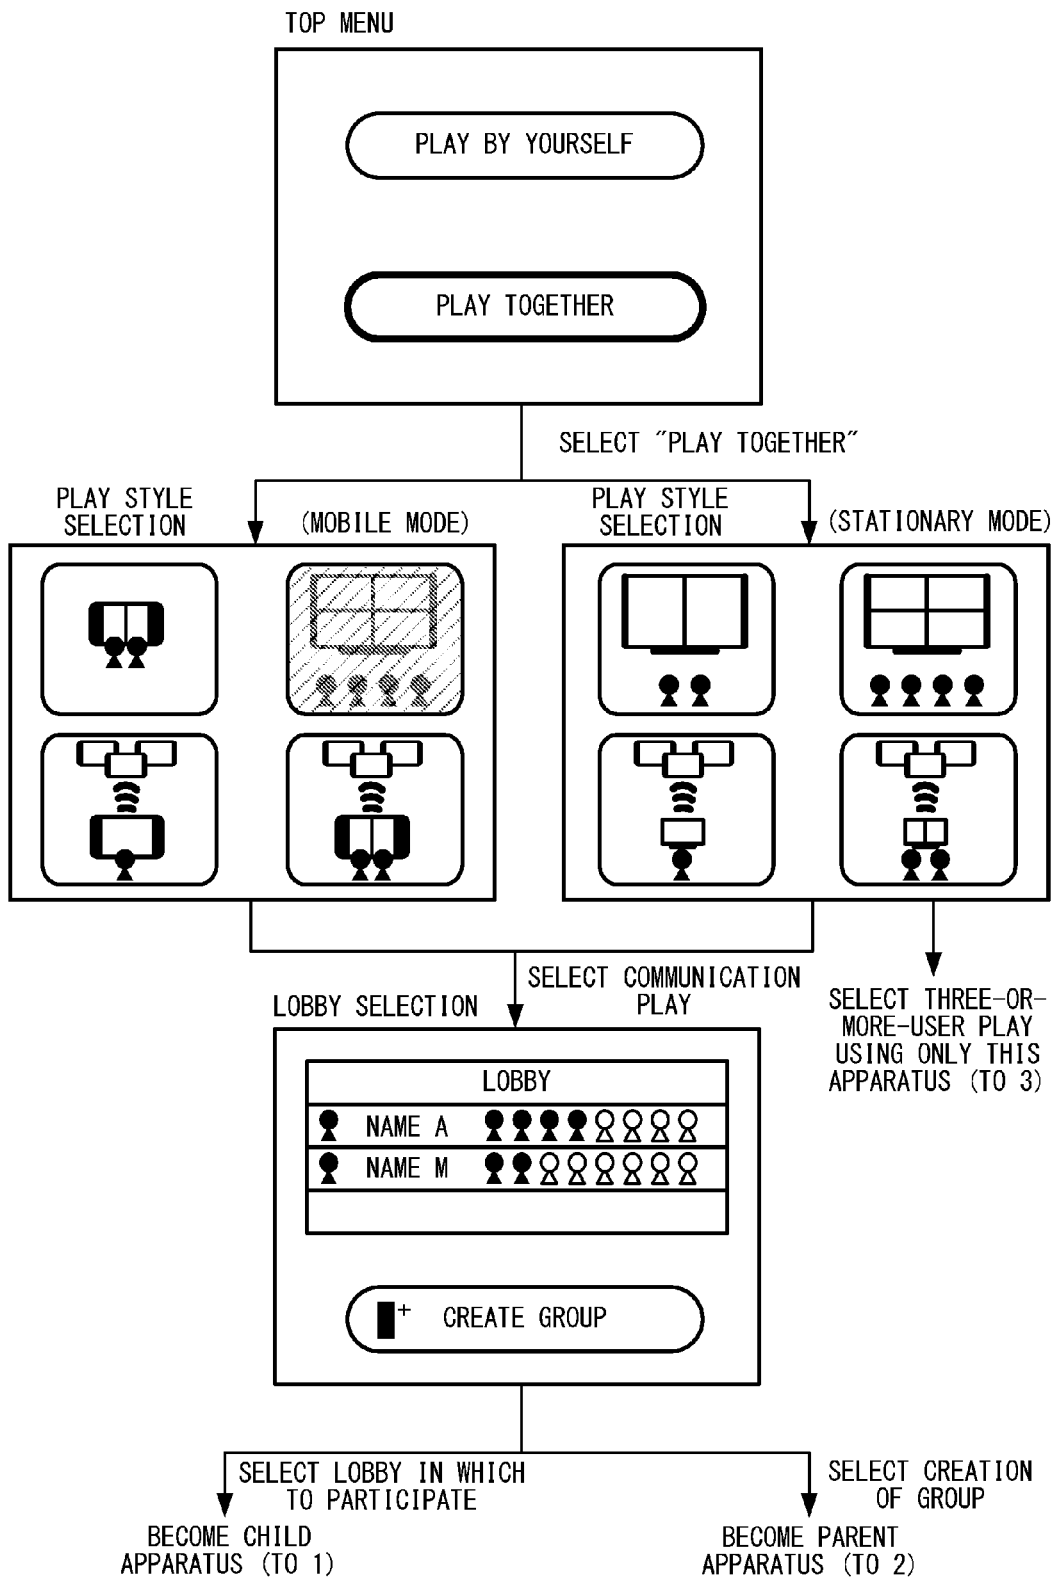 TOP MENU
PLAY BY YOURSELF
PLAY TOGETHER
SELECT "PLAY TOGETHER"
PLAY STYLE
SELECTION
(MOBILE MODE)
PLAY STYLE
SELECTION
(STATIONARY MODE)
SELECT COMMUNICATION
PLAY
LOBBY SELECTION
SELECT THREE-OR-
MORE-USER PLAY
USING ONLY THIS
APPARATUS (TO 3)
LOBBY
NAME A
NAME M
+ CREATE GROUP
SELECT LOBBY IN WHICH
TO PARTICIPATE
SELECT CREATION
OF GROUP
BECOME CHILD
APPARATUS (TO 1)
BECOME PARENT
APPARATUS (TO 2)